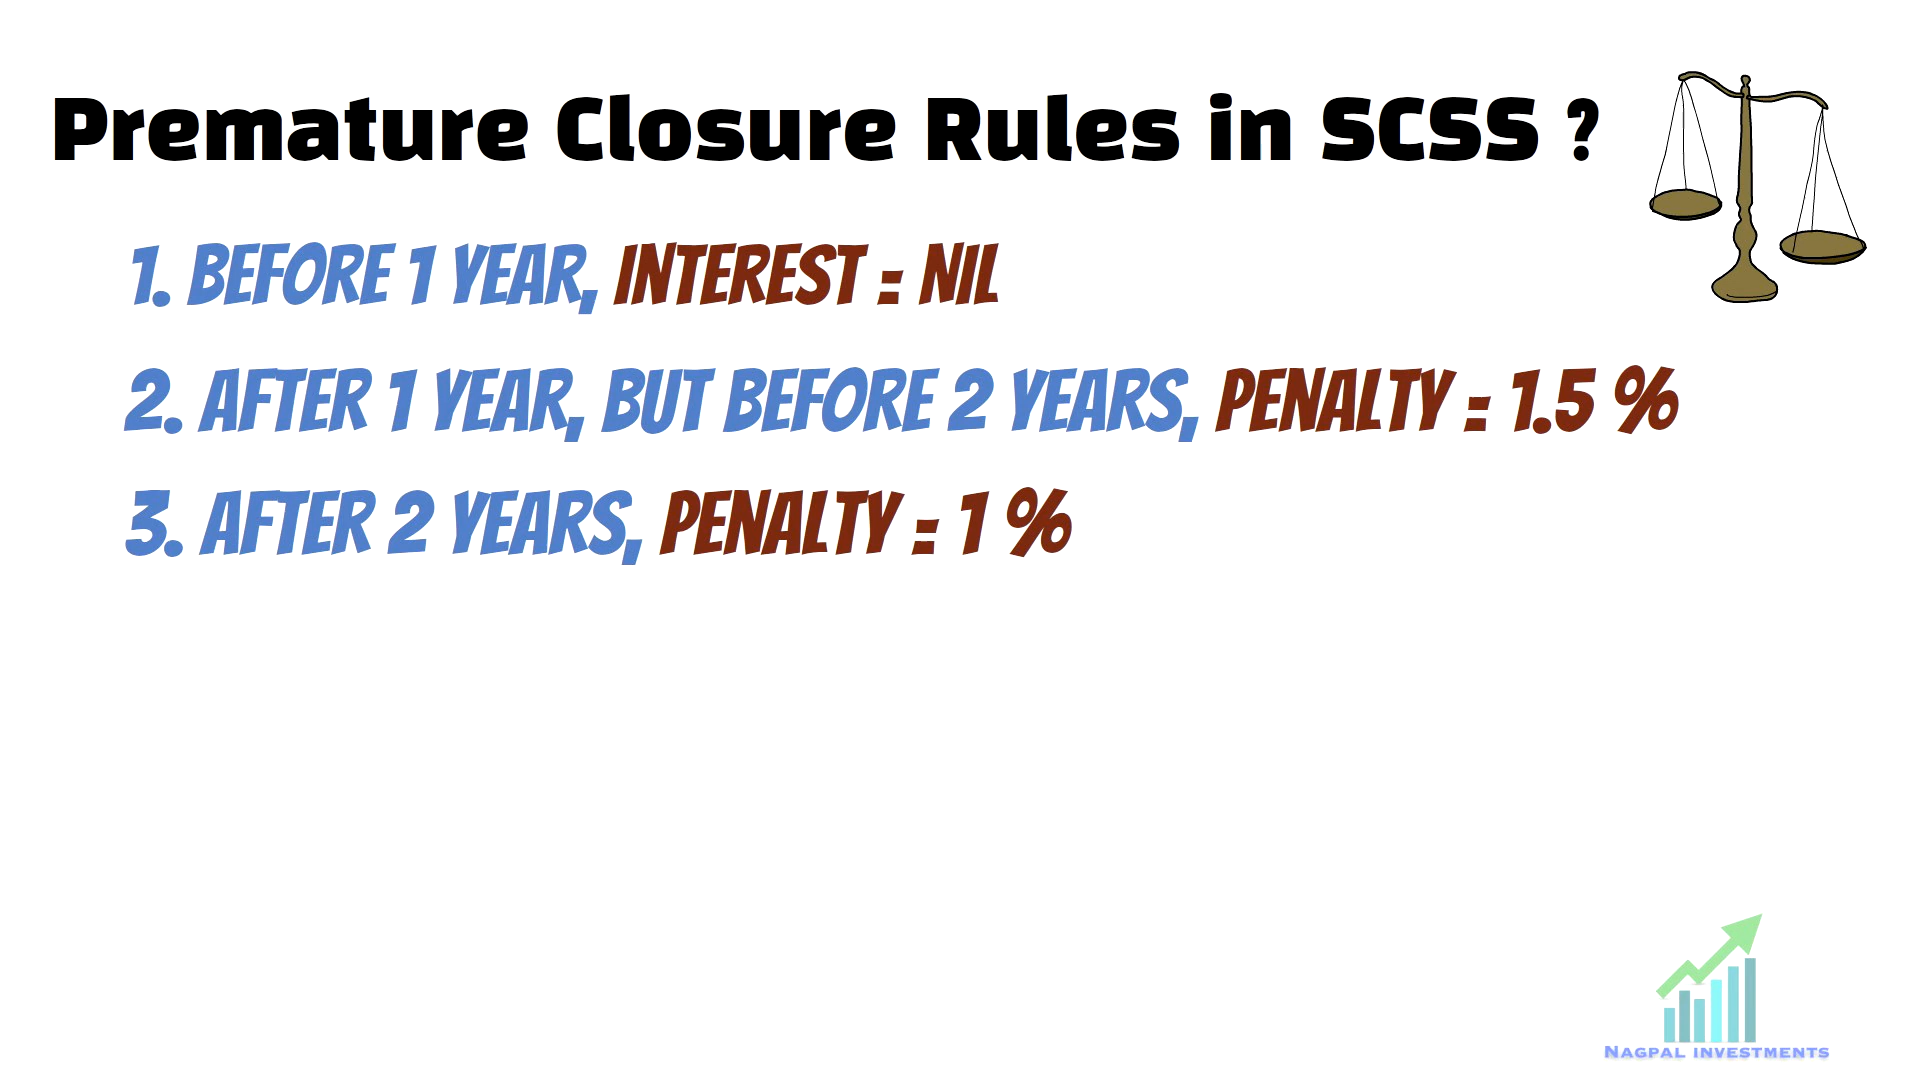 Premature Closure Rules in SCSS ?
1. BEFORE 1 YEAR, INTEREST = NIL
2. AFTER 1 YEAR, BUT BEFORE 2 YEARS, PENALTY = 1.5 %
3. AFTER 2 YEARS, PENALTY = 1 %
NAGPAL INVESTMENTS